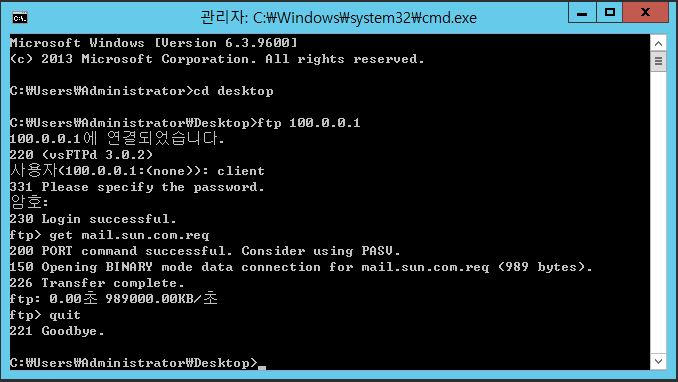 관리자: C:₩Windows₩system32₩cmd.exe
Microsoft Windows [Version 6.3.9600]
(c) 2013 Microsoft Corporation. All rights reserved.
C:₩Users₩Administrator>cd desktop
C:₩Users₩Administrator₩Desktop>ftp 100.0.0.1
100.0.0.1에 연결되었습니다.
220 (vsFTPd 3.0.2)
사용자(100.0.0.1:(none)): client
331 Please specify the password.
암호:
230 Login successful.
ftp> get mail.sun.com.req
200 PORT command successful. Consider using PASV.
150 Opening BINARY mode data connection for mail.sun.com.req (989 bytes).
226 Transfer complete.
ftp: 0.00초 989000.00KB/초
ftp> quit
221 Goodbye.
C:₩Users₩Administrator₩Desktop>_